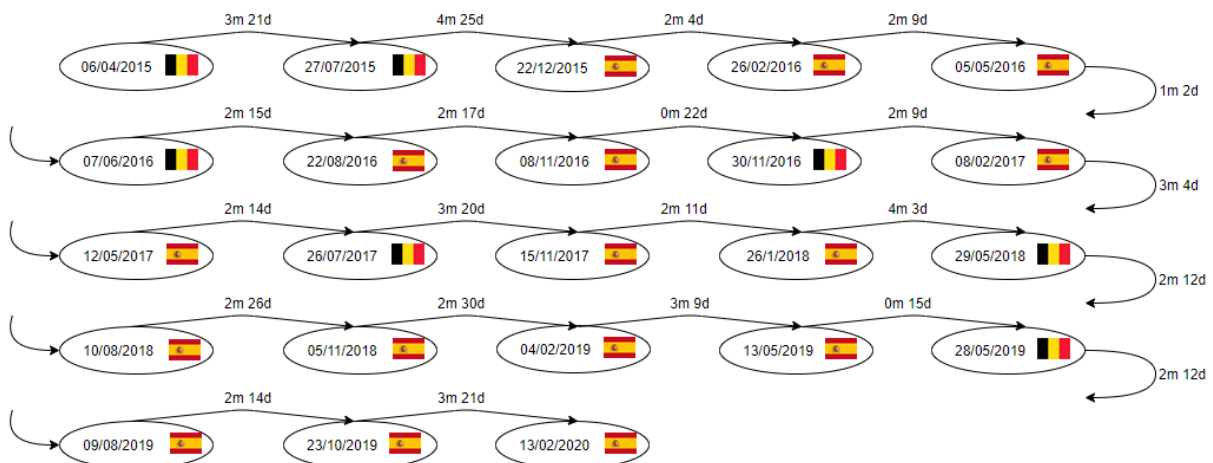 3m 21d 4m 25d 2m 4d 2m 9d
06/04/2015 27/07/2015 22/12/2015 26/02/2016 05/05/2016
1m 2d
2m 15d 2m 17d 0m 22d 2m 9d
07/06/2016 22/08/2016 08/11/2016 30/11/2016 08/02/2017
3m 4d
2m 14d 3m 20d 2m 11d 4m 3d
12/05/2017 26/07/2017 15/11/2017 26/1/2018 29/05/2018
2m 12d
2m 26d 2m 30d 3m 9d 0m 15d
10/08/2018 05/11/2018 04/02/2019 13/05/2019 28/05/2019
2m 12d
2m 14d 3m 21d
09/08/2019 23/10/2019 13/02/2020